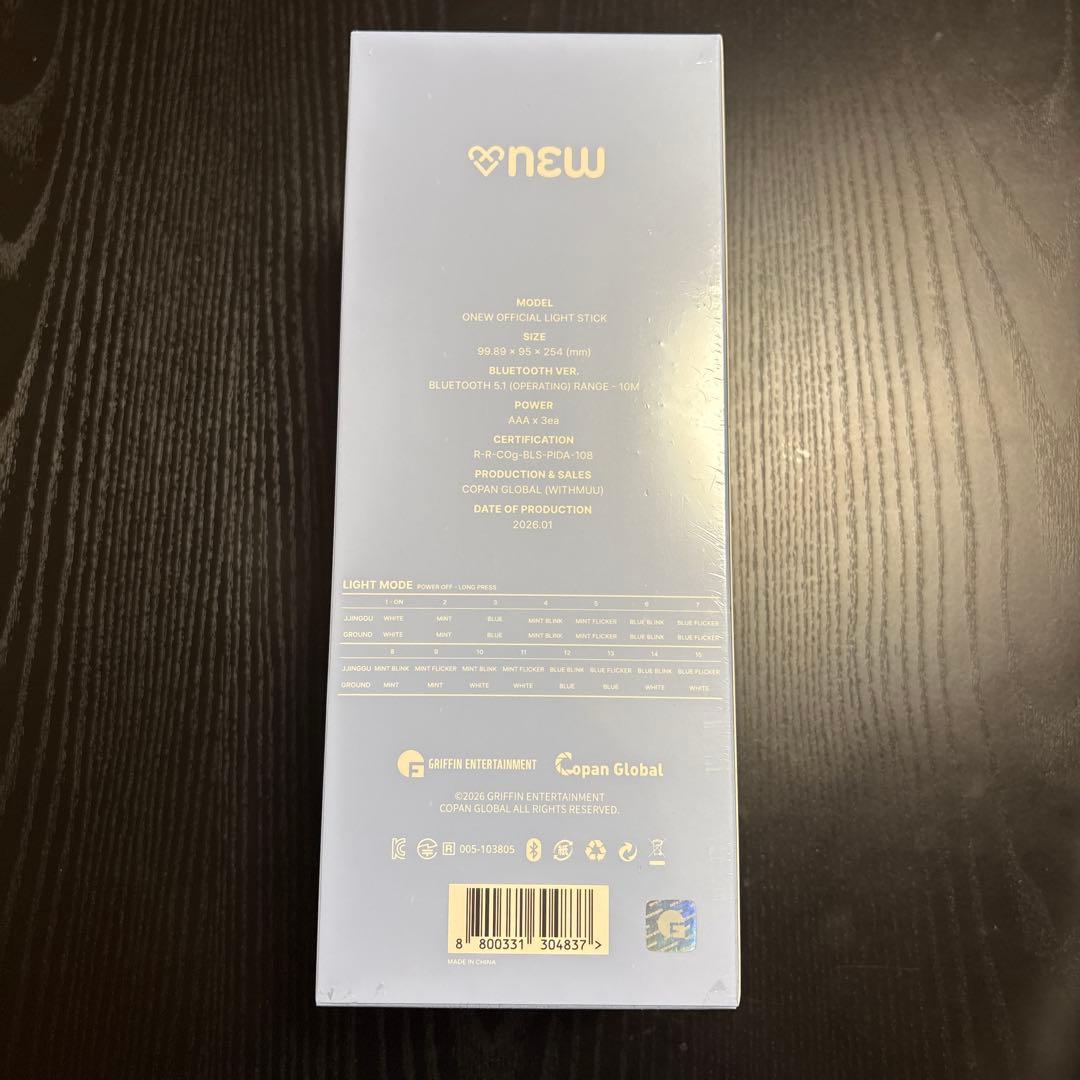 new
MODEL
ONEW OFFICIAL LIGHT STICK
SIZE
99.89 × 95 × 254 (mm)
BLUETOOTH VER.
BLUETOOTH 5.1 (OPERATING) RANGE - 10M
POWER
AAA x 3ea
CERTIFICATION
R-R-COg-BLS-PIDA-108
PRODUCTION & SALES
COPAN GLOBAL (WITHMUU)
DATE OF PRODUCTION
2026.01
LIGHT MODE POWER OFF - LONG PRESS
1 - ON 2 3 4 5 6 7
JJINGGU WHITE MINT BLUE MINT BLINK MINT FLICKER BLUE BLINK BLUE FLICKER
GROUND WHITE MINT BLUE MINT BLINK MINT FLICKER BLUE BLINK BLUE FLICKER
8 9 10 11 12 13 14 15
JJINGGU MINT BLINK MINT FLICKER MINT BLINK MINT FLICKER BLUE BLINK BLUE FLICKER BLUE BLINK BLUE FLICKER
GROUND MINT MINT WHITE WHITE BLUE BLUE WHITE WHITE
GRIFFIN ENTERTAINMENT Copan Global
©2026 GRIFFIN ENTERTAINMENT
COPAN GLOBAL ALL RIGHTS RESERVED.
R 005-103805 紙
8 800331 304837 >
MADE IN CHINA